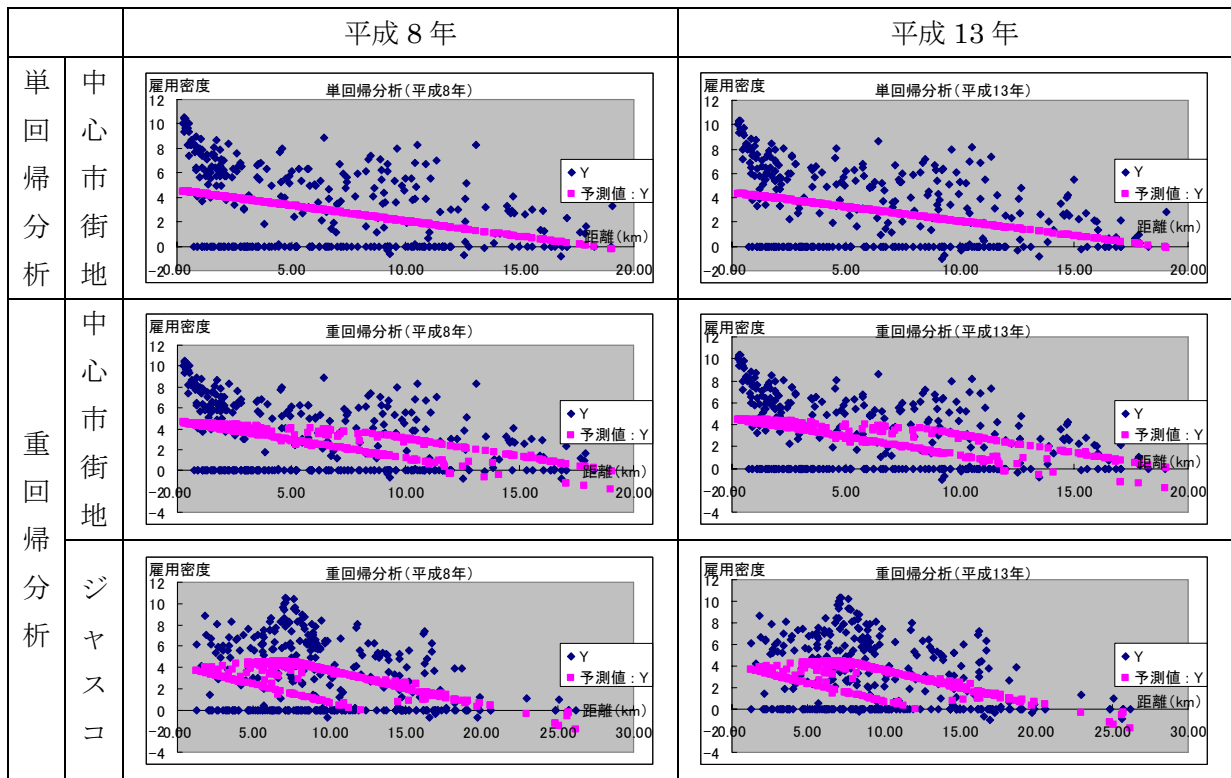 平成 8 年
平成 13 年
単回帰分析
中心市街地
雇用密度
単回帰分析(平成8年)
12
10
8
6
4
2
0
-2
0.00
5.00
10.00
15.00
20.00
距離(km)
Y
予測値：Y
雇用密度
単回帰分析(平成13年)
12
10
8
6
4
2
0
-2
0.00
5.00
10.00
15.00
20.00
距離(km)
Y
予測値：Y
重回帰分析
中心市街地
雇用密度
重回帰分析(平成8年)
12
10
8
6
4
2
0
-2
-4
0.00
5.00
10.00
15.00
20.00
距離(km)
Y
予測値：Y
雇用密度
重回帰分析(平成13年)
12
10
8
6
4
2
0
-2
-4
0.00
5.00
10.00
15.00
20.00
距離(km)
Y
予測値：Y
ジャスコ
雇用密度
重回帰分析(平成8年)
12
10
8
6
4
2
0
-2
-4
0.00
5.00
10.00
15.00
20.00
25.00
30.00
距離(km)
Y
予測値：Y
雇用密度
重回帰分析(平成13年)
12
10
8
6
4
2
0
-2
-4
0.00
5.00
10.00
15.00
20.00
25.00
30.00
距離(km)
Y
予測値：Y